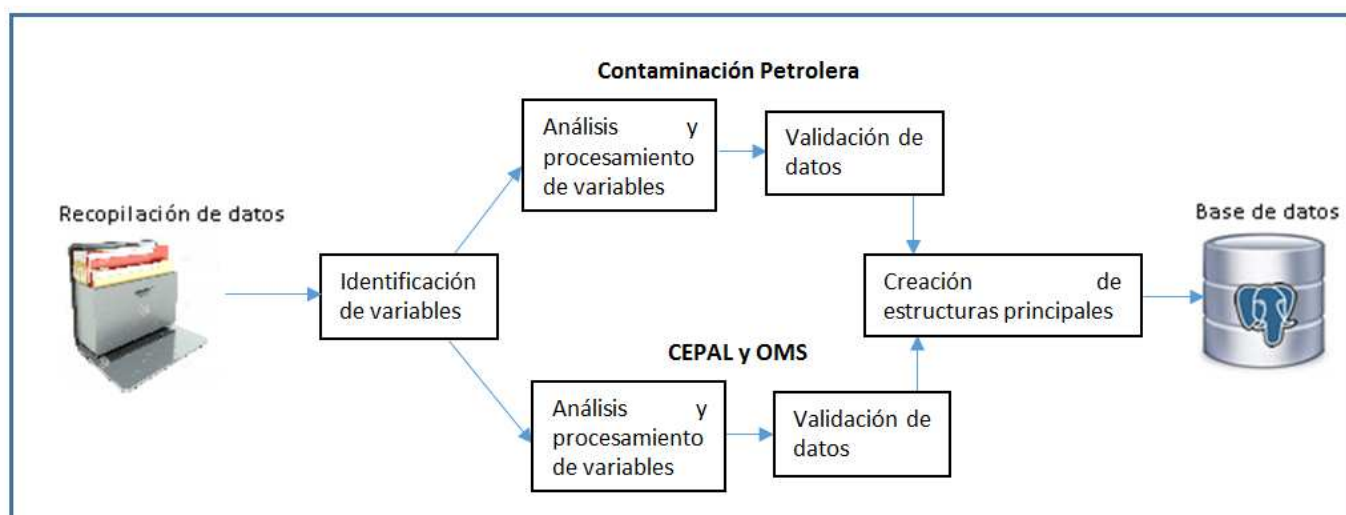 Contaminación Petrolera
Análisis y
procesamiento
de variables
Validación de
datos
Recopilación de datos
Identificación
de variables
Creación de
estructuras principales
Base de datos
CEPAL y OMS
Análisis y
procesamiento
de variables
Validación de
datos